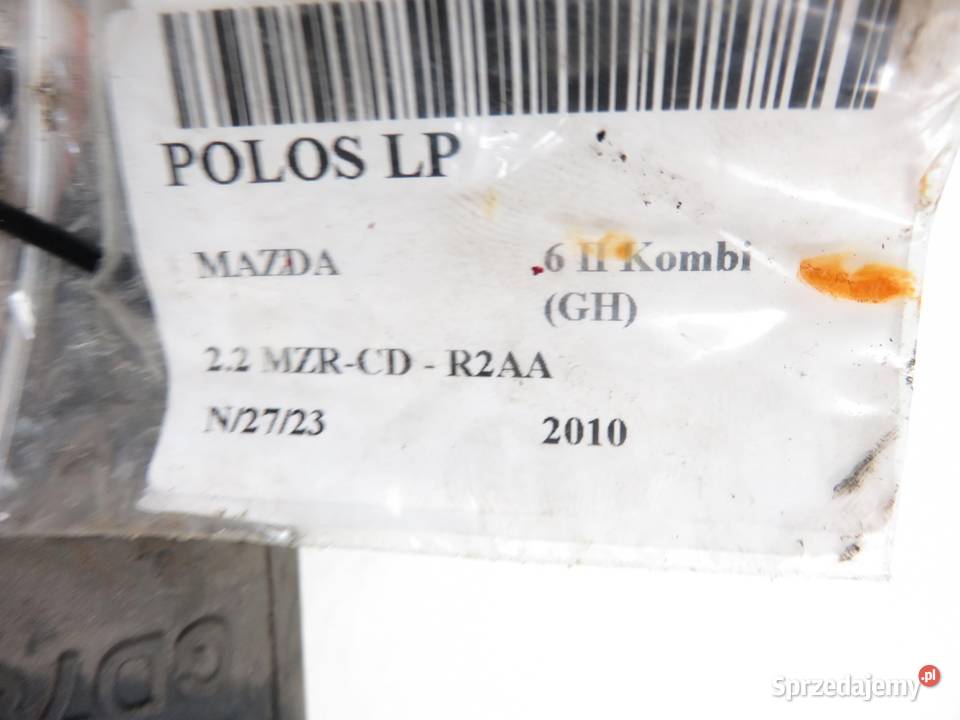 POLOS LP
MAZDA 6 II Kombi
(GH)
2.2 MZR-CD - R2AA
N/27/23 2010
Sprzedajemy.pl